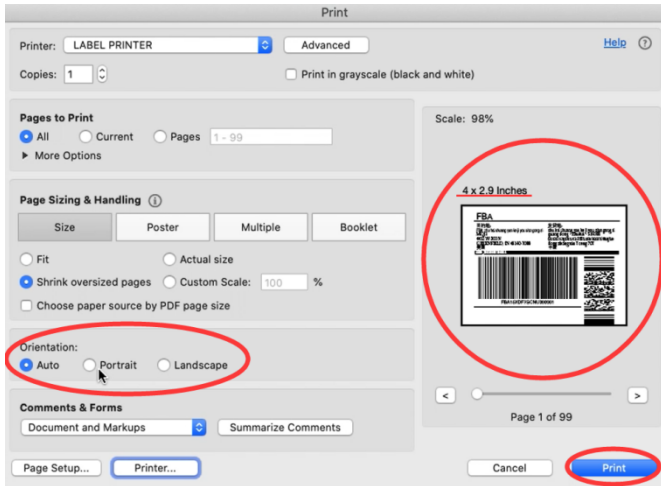 Print
Printer: LABEL PRINTER Advanced Help ?
Copies: 1 Print in grayscale (black and white)
Pages to Print
All Current Pages 1 - 99
More Options
Scale: 98%
4 x 2.9 Inches
FBA
Page Sizing & Handling i
Size Poster Multiple Booklet
Fit Actual size
Shrink oversized pages Custom Scale: 100 %
Choose paper source by PDF page size
Orientation:
Auto Portrait Landscape
< >
Page 1 of 99
Comments & Forms
Document and Markups Summarize Comments
Page Setup... Printer... Cancel Print